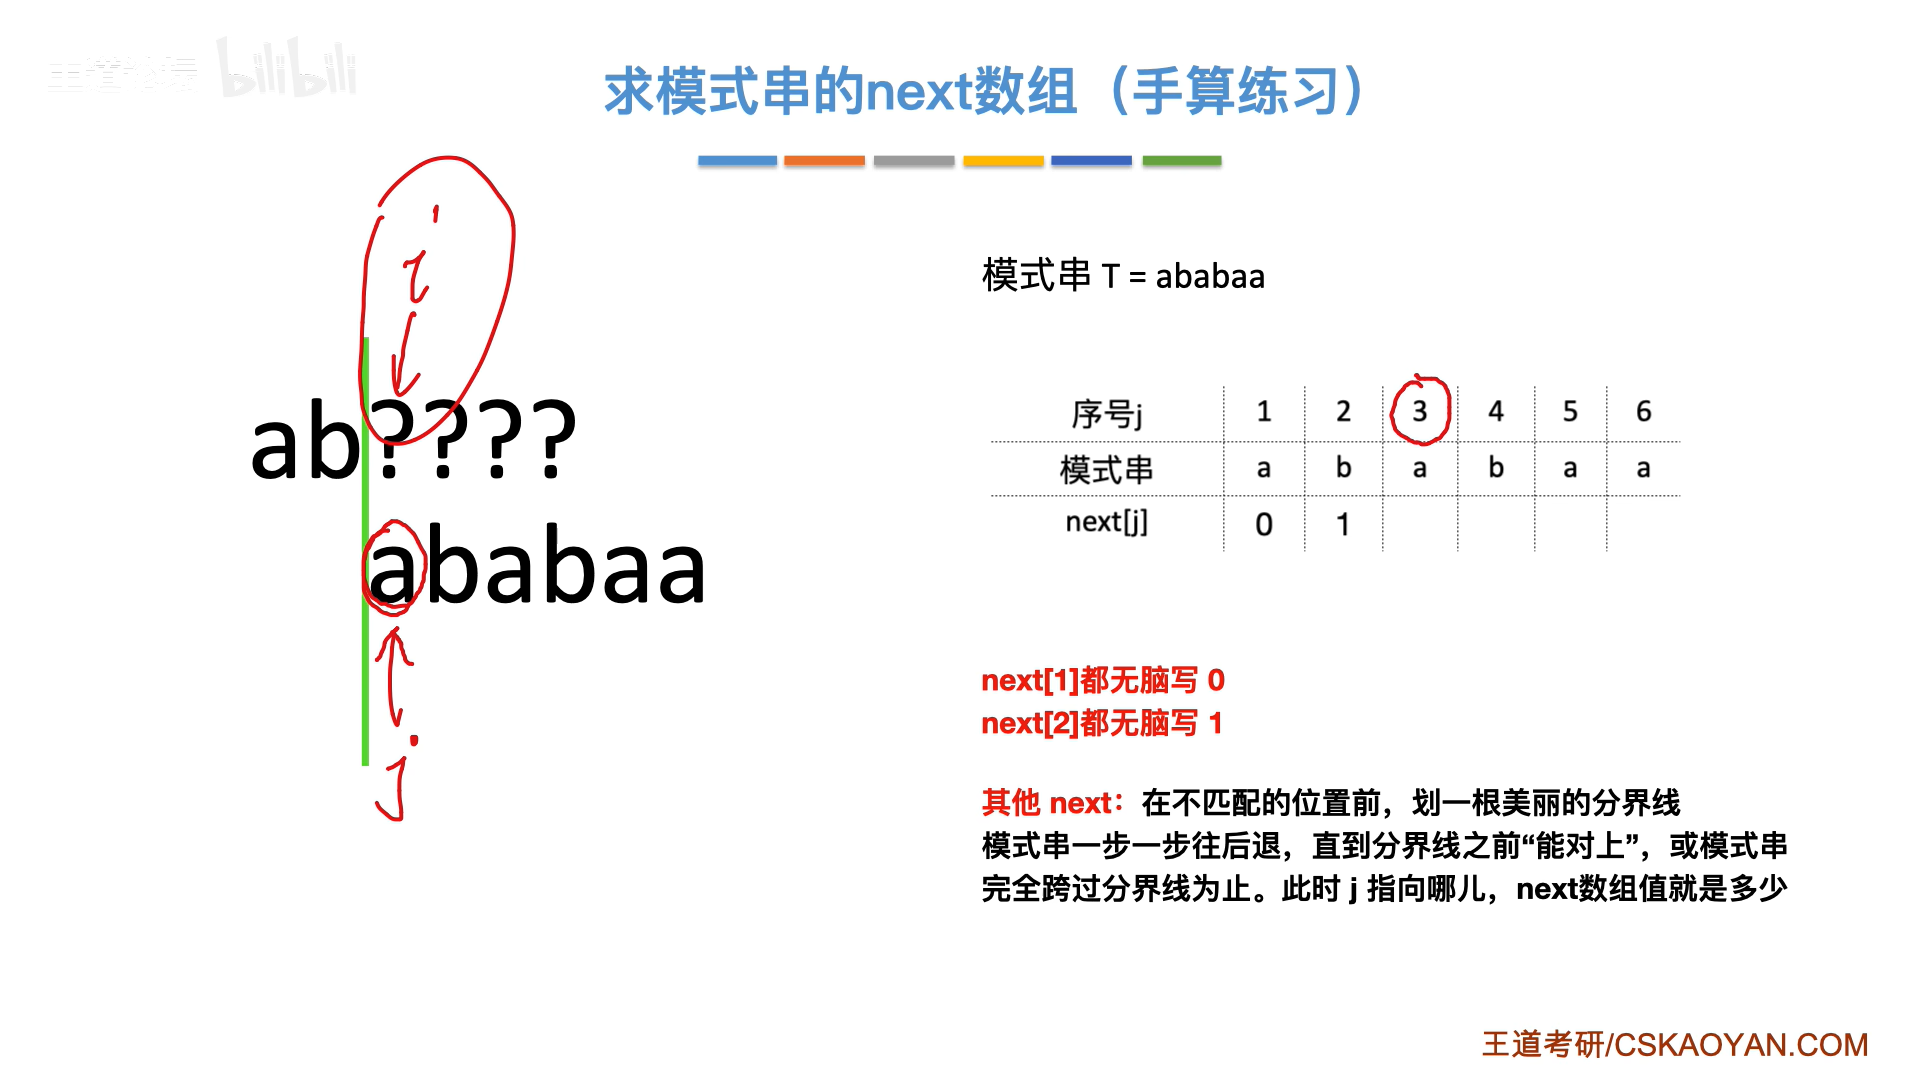 王道论坛 bilibili
求模式串的next数组（手算练习）
i
ab????
ababaa
j
模式串 T = ababaa
序号j 1 2 3 4 5 6
模式串 a b a b a a
next[j] 0 1
next[1]都无脑写 0
next[2]都无脑写 1
其他 next：在不匹配的位置前，划一根美丽的分界线
模式串一步一步往后退，直到分界线之前“能对上”，或模式串
完全跨过分界线为止。此时 j 指向哪儿，next数组值就是多少
王道考研/CSKAOYAN.COM